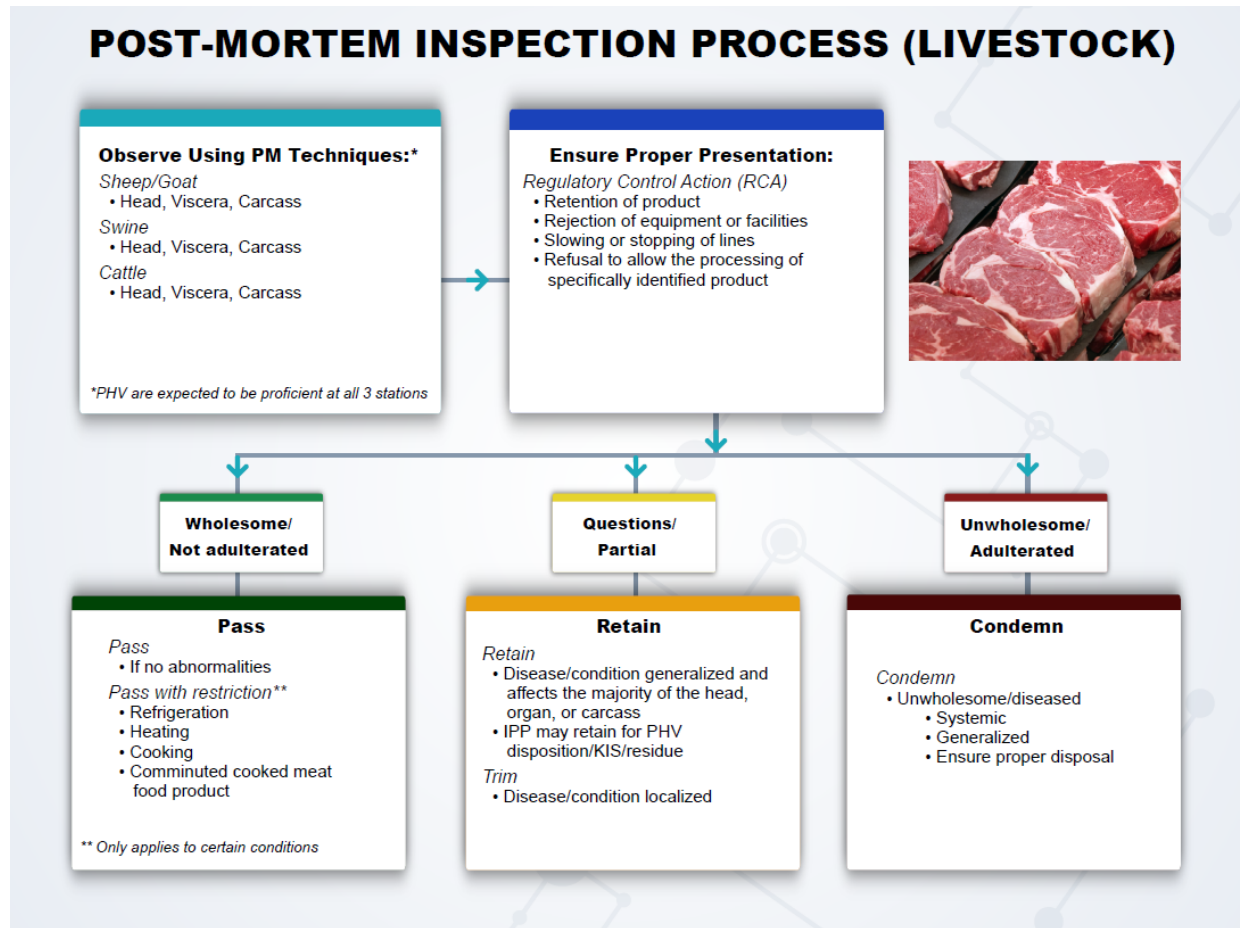 POST-MORTEM INSPECTION PROCESS (LIVESTOCK)
Observe Using PM Techniques:*
Sheep/Goat
• Head, Viscera, Carcass
Swine
• Head, Viscera, Carcass
Cattle
• Head, Viscera, Carcass
*PHV are expected to be proficient at all 3 stations
Ensure Proper Presentation:
Regulatory Control Action (RCA)
• Retention of product
• Rejection of equipment or facilities
• Slowing or stopping of lines
• Refusal to allow the processing of
specifically identified product
Wholesome/
Not adulterated
Questions/
Partial
Unwholesome/
Adulterated
Pass
Pass
• If no abnormalities
Pass with restriction**
• Refrigeration
• Heating
• Cooking
• Comminuted cooked meat
food product
** Only applies to certain conditions
Retain
Retain
• Disease/condition generalized and
affects the majority of the head,
organ, or carcass
• IPP may retain for PHV
disposition/KIS/residue
Trim
• Disease/condition localized
Condemn
Condemn
• Unwholesome/diseased
• Systemic
• Generalized
• Ensure proper disposal